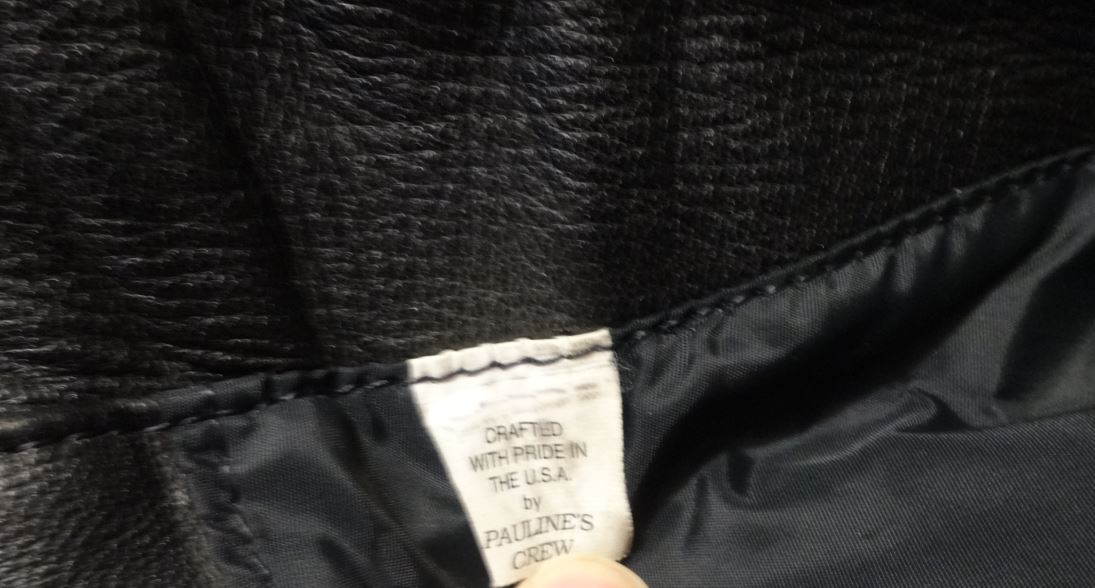 CRAFTED
WITH PRIDE IN
THE U.S.A.
by
PAULINE'S
CREW